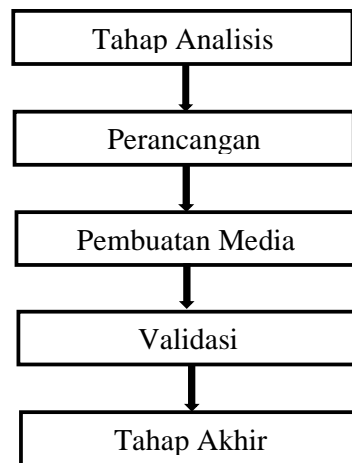 Tahap Analisis
Perancangan
Pembuatan Media
Validasi
Tahap Akhir